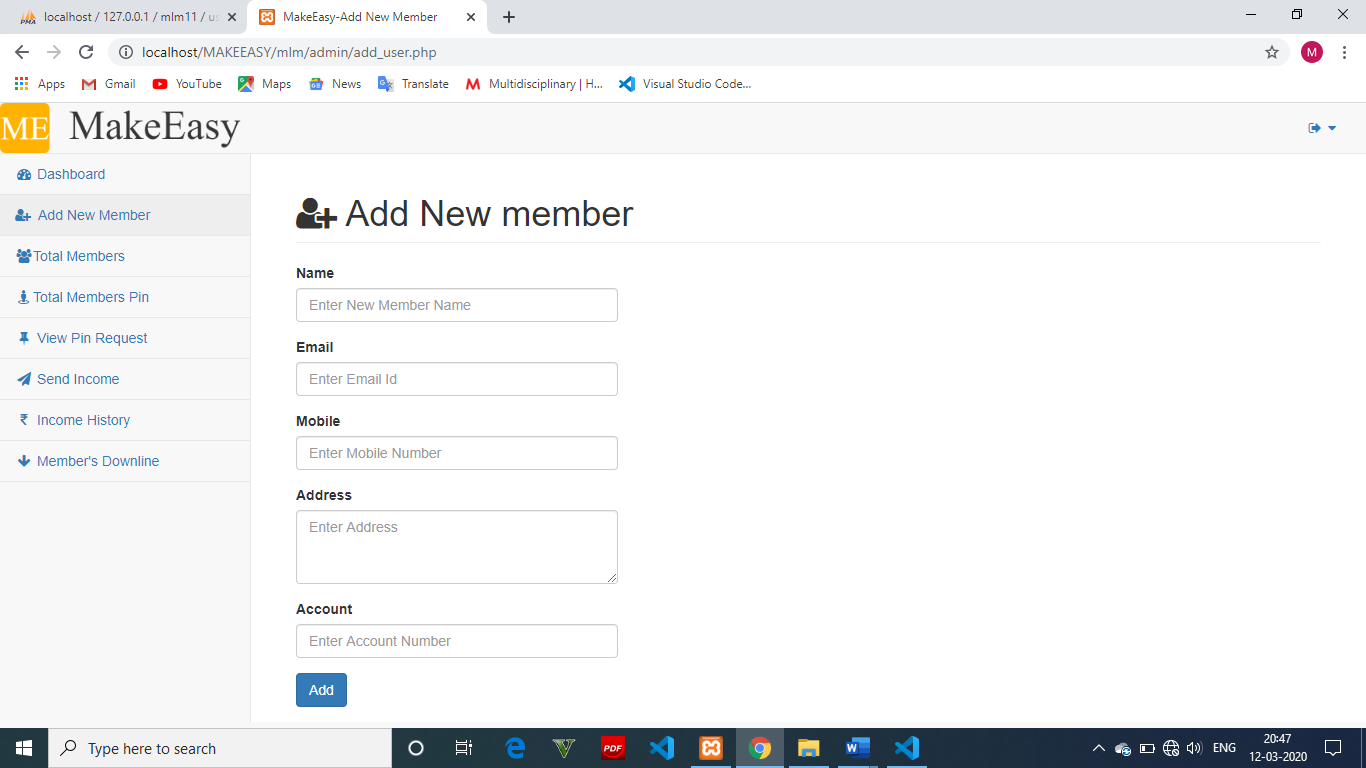 PMA
localhost / 127.0.0.1 / mlm11 / us
MakeEasy-Add New Member
localhost/MAKEEASY/mlm/admin/add_user.php
M
Apps Gmail YouTube Maps News Translate Multidisciplinary | H... Visual Studio Code...
ME MakeEasy
Dashboard
Add New Member
Total Members
Total Members Pin
View Pin Request
Send Income
₹ Income History
Member's Downline
Add New member
Name
Enter New Member Name
Email
Enter Email Id
Mobile
Enter Mobile Number
Address
Enter Address
Account
Enter Account Number
Add
Type here to search
PDF
ENG
20:47
12-03-2020